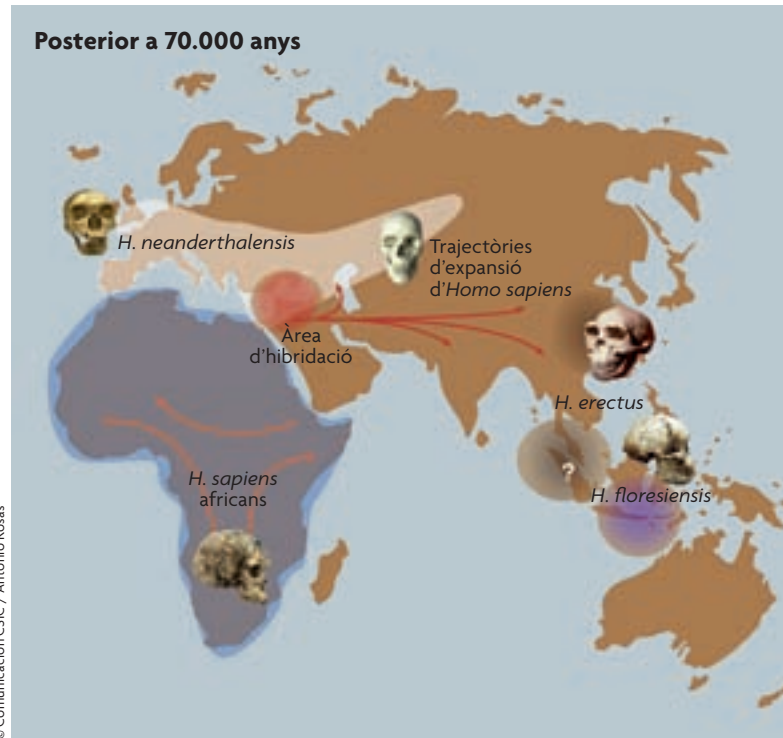 Posterior a 70.000 anys
H. neanderthalensis
Trajectòries
d'expansió
d'Homo sapiens
Àrea
d'hibridació
H. erectus
?
H. floresiensis
H. sapiens
africans
© Comunicación CSIC / Antonio Rosas